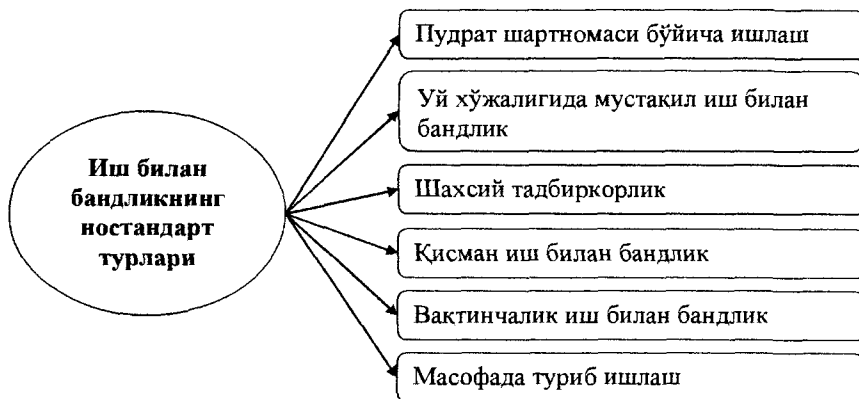 Иш билан
бандликнинг
ностандарт
турлари
Пудрат шартномаси бўйича ишлаш
Уй хўжалигида мустақил иш билан
бандлик
Шахсий тадбиркорлик
Қисман иш билан бандлик
Вақтинчалик иш билан бандлик
Масофада туриб ишлаш